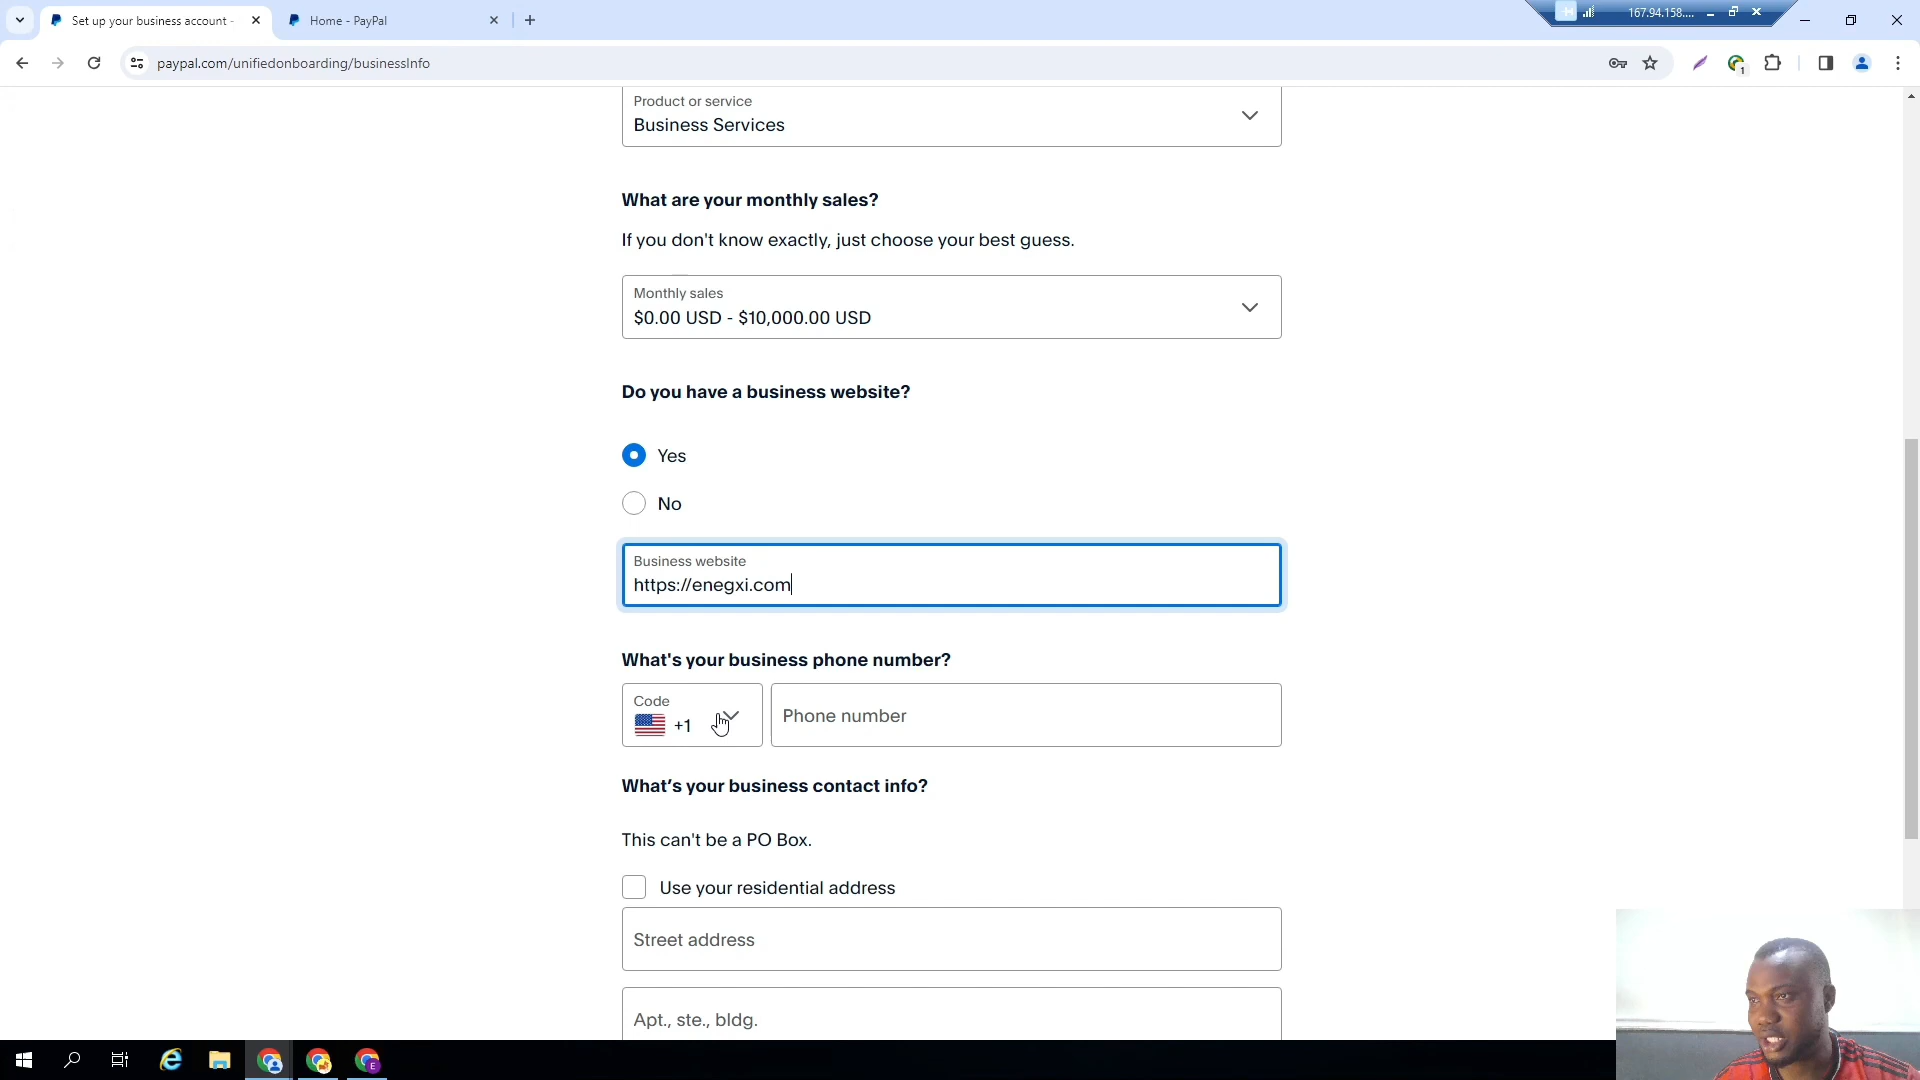 Set up your business account -
Home - PayPal
167.94.158....
paypal.com/unifiedonboarding/businessInfo
1
Product or service
Business Services
What are your monthly sales?
If you don't know exactly, just choose your best guess.
Monthly sales
$0.00 USD - $10,000.00 USD
Do you have a business website?
Yes
No
Business website
https://enegxi.com
What's your business phone number?
Code
+1
Phone number
What's your business contact info?
This can't be a PO Box.
Use your residential address
Street address
Apt., ste., bldg.
E